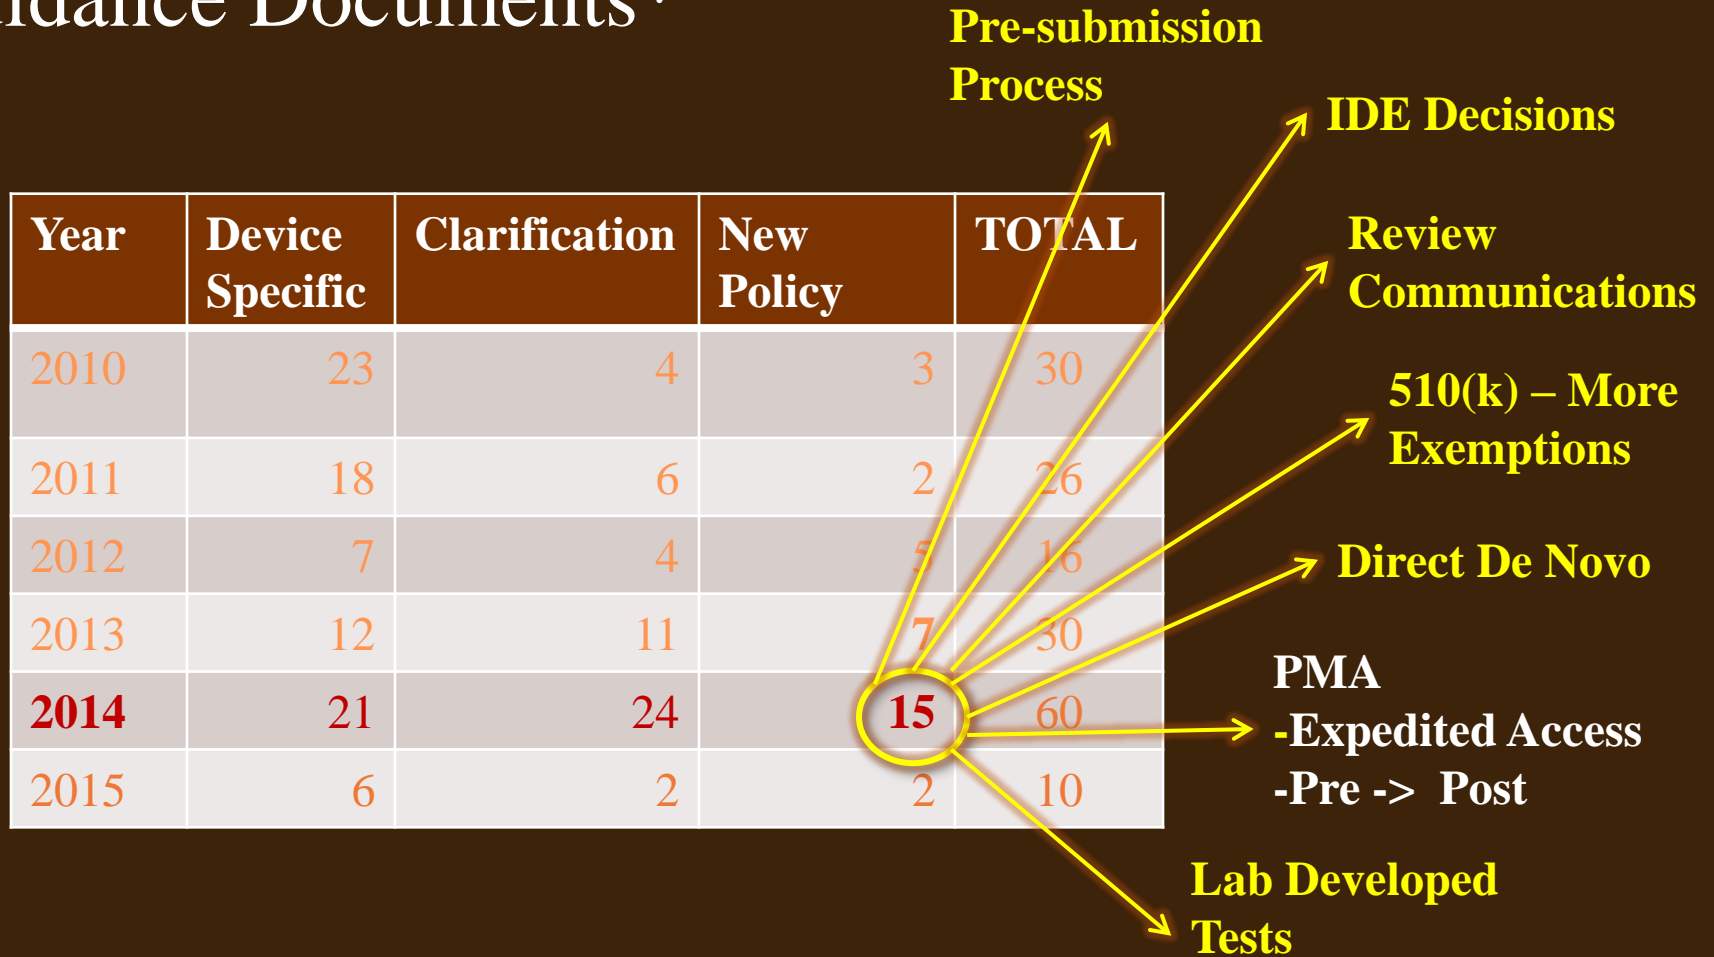 Documents
Pre-submission
Process
IDE Decisions
Year Device Specific Clarification New Policy TOTAL
2010 23 4 3 30
2011 18 6 2 26
2012 7 4 5 16
2013 12 11 7 30
2014 21 24 15 60
2015 6 2 2 10
Review
Communications
510(k) – More
Exemptions
Direct De Novo
PMA
-Expedited Access
-Pre -> Post
Lab Developed
Tests